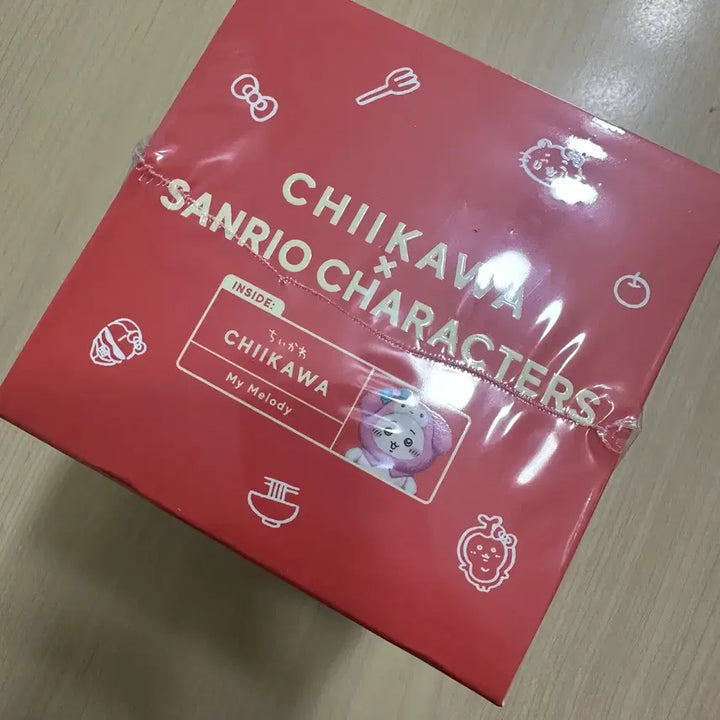 CHIIKAWA
×
SANRIO CHARACTERS
INSIDE:
ちいかわ
CHIIKAWA
My Melody